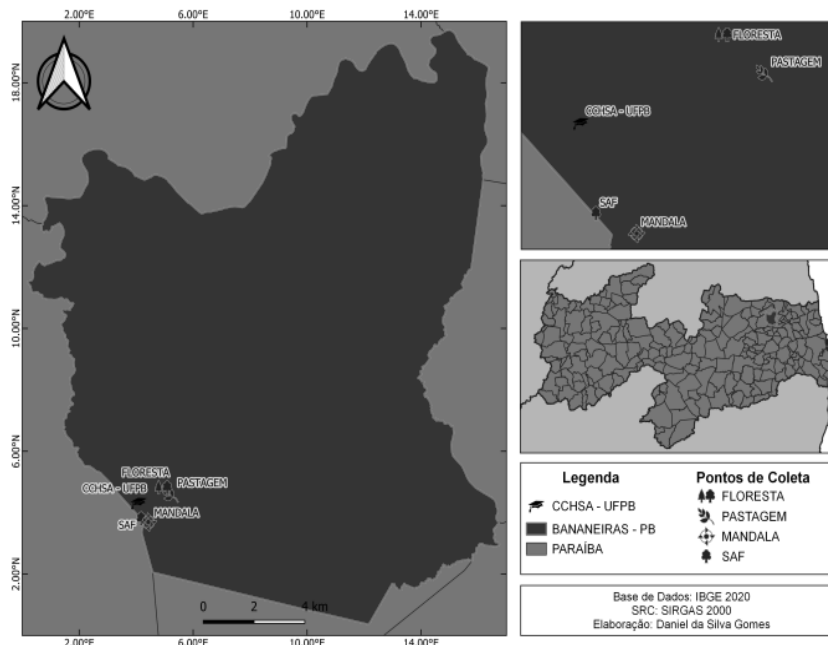 2.00°E 6.00°E 10.00°E 14.00°E
18.00°N
14.00°N
10.00°N
6.00°N
2.00°N
FLORESTA
PASTAGEM
CCHSA - UFPB
SAF
MANDALA
0 2 4 km
2.00°E 6.00°E 10.00°E 14.00°E
FLORESTA
PASTAGEM
CCHSA - UFPB
SAF
MANDALA
Legenda
CCHSA - UFPB
BANANEIRAS - PB
PARAÍBA
Pontos de Coleta
FLORESTA
PASTAGEM
MANDALA
SAF
Base de Dados: IBGE 2020
SRC: SIRGAS 2000
Elaboração: Daniel da Silva Gomes